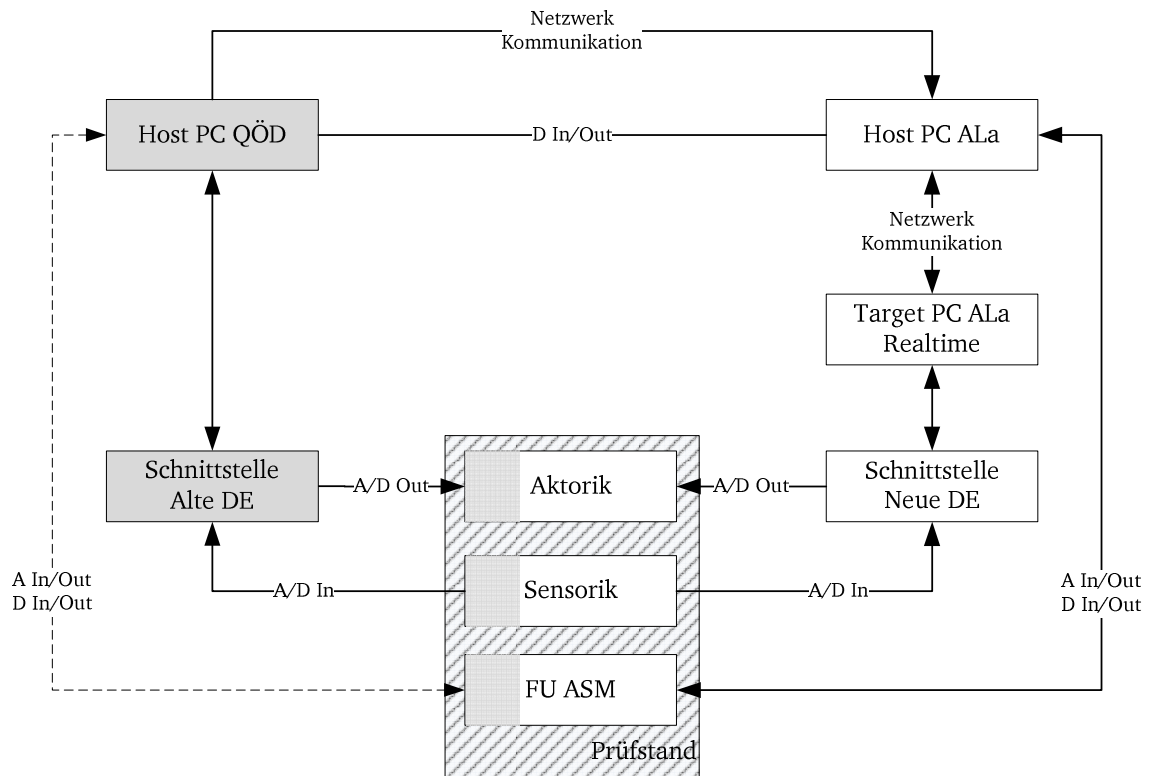 Netzwerk
Kommunikation
Host PC QÖD
D In/Out
Host PC ALa
Netzwerk
Kommunikation
Target PC ALa
Realtime
Schnittstelle
Alte DE
A/D Out
Aktorik
A/D Out
Schnittstelle
Neue DE
A In/Out
D In/Out
A/D In
Sensorik
A/D In
A In/Out
D In/Out
FU ASM
Prüfstand